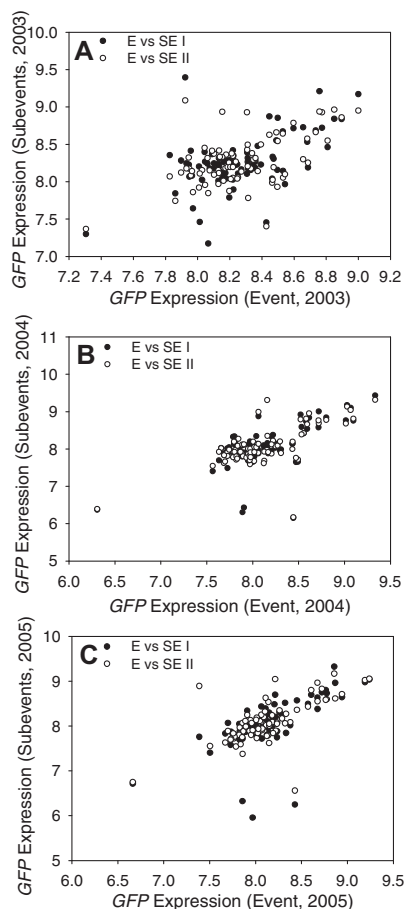 A
E vs SE I
E vs SE II
GFP Expression (Subevents, 2003)
10.0
9.5
9.0
8.5
8.0
7.5
7.0
7.2 7.4 7.6 7.8 8.0 8.2 8.4 8.6 8.8 9.0 9.2
GFP Expression (Event, 2003)
B
E vs SE I
E vs SE II
GFP Expression (Subevents, 2004)
11
10
9
8
7
6
5
6.0 6.5 7.0 7.5 8.0 8.5 9.0 9.5
GFP Expression (Event, 2004)
C
E vs SE I
E vs SE II
GFP Expression (Subevents, 2005)
10
9
8
7
6
5
6.0 6.5 7.0 7.5 8.0 8.5 9.0 9.5
GFP Expression (Event, 2005)